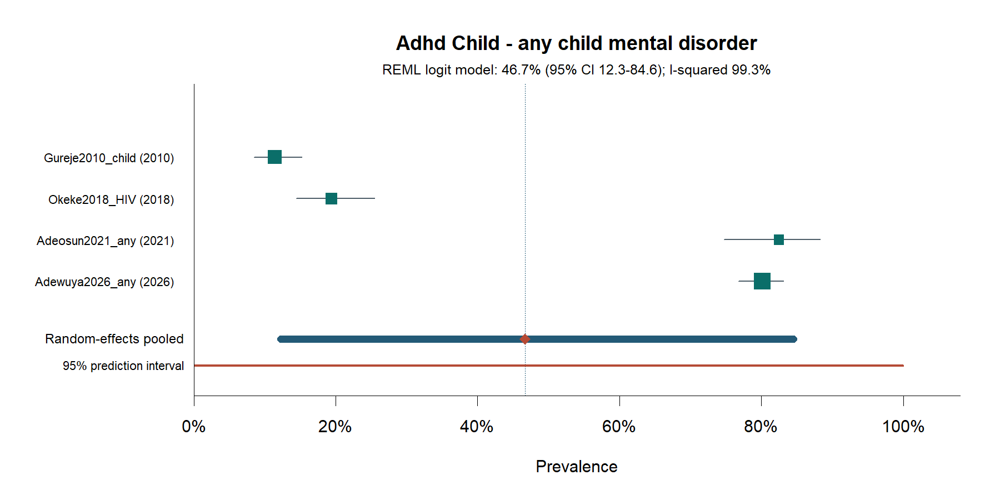 Adhd Child - any child mental disorder
REML logit model: 46.7% (95% CI 12.3-84.6); I-squared 99.3%
Gureje2010_child (2010)
Okeke2018_HIV (2018)
Adeosun2021_any (2021)
Adewuya2026_any (2026)
Random-effects pooled
95% prediction interval
0% 20% 40% 60% 80% 100%
Prevalence